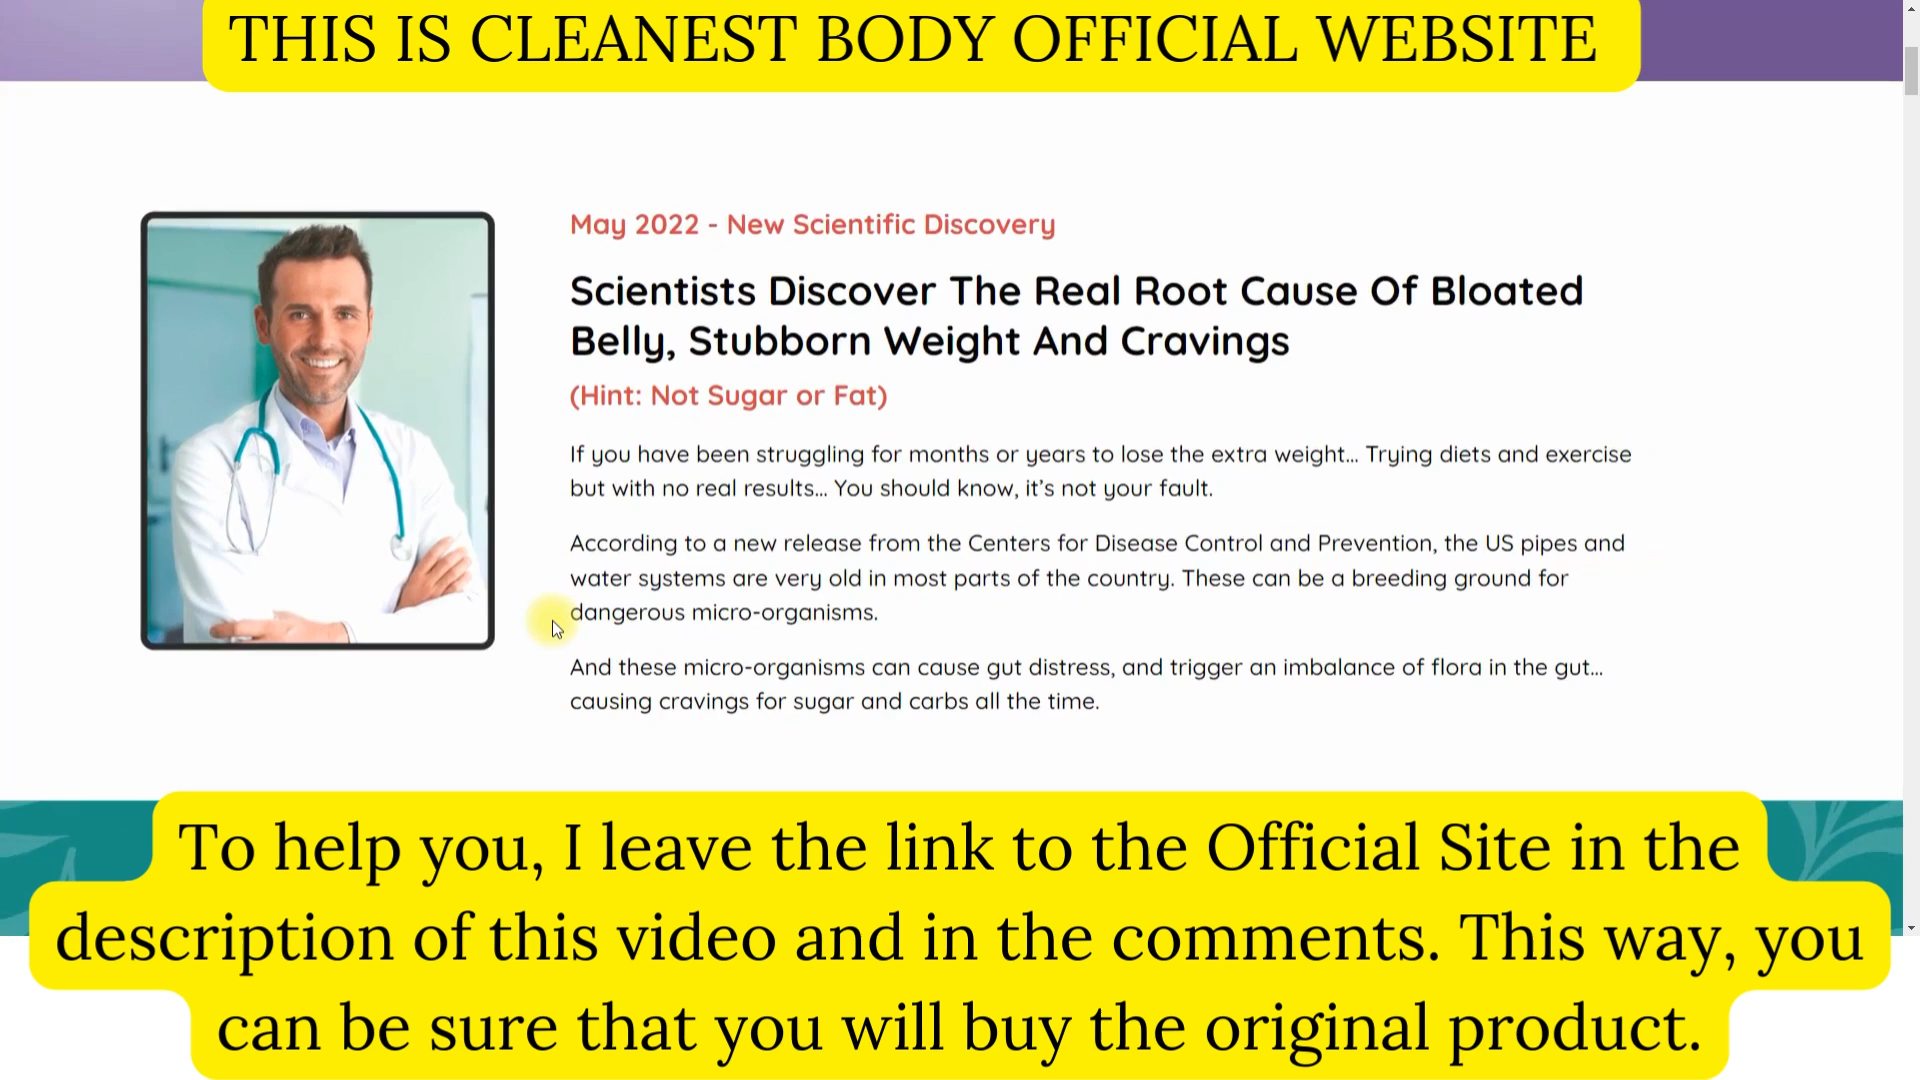 THIS IS CLEANEST BODY OFFICIAL WEBSITE
May 2022 - New Scientific Discovery
Scientists Discover The Real Root Cause Of Bloated
Belly, Stubborn Weight And Cravings
(Hint: Not Sugar or Fat)
If you have been struggling for months or years to lose the extra weight... Trying diets and exercise
but with no real results... You should know, it's not your fault.
According to a new release from the Centers for Disease Control and Prevention, the US pipes and
water systems are very old in most parts of the country. These can be a breeding ground for
dangerous micro-organisms.
And these micro-organisms can cause gut distress, and trigger an imbalance of flora in the gut...
causing cravings for sugar and carbs all the time.
To help you, I leave the link to the Official Site in the
description of this video and in the comments. This way, you
can be sure that you will buy the original product.